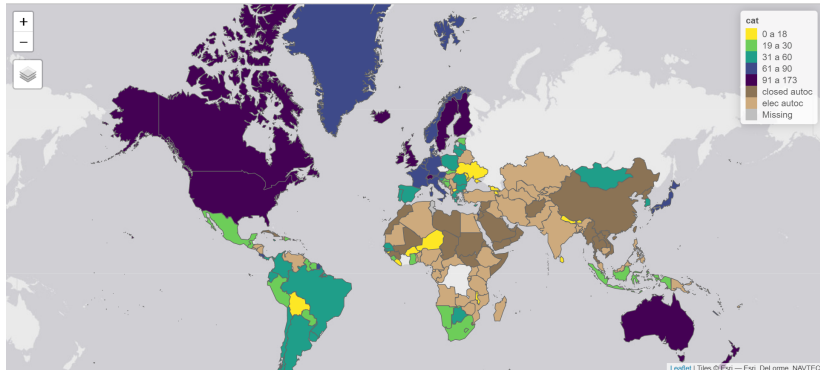 +
−
cat
0 a 18
19 a 30
31 a 60
61 a 90
91 a 173
closed autoc
elec autoc
Missing
Leaflet | Tiles © Esri — Esri, DeLorme, NAVTEQ